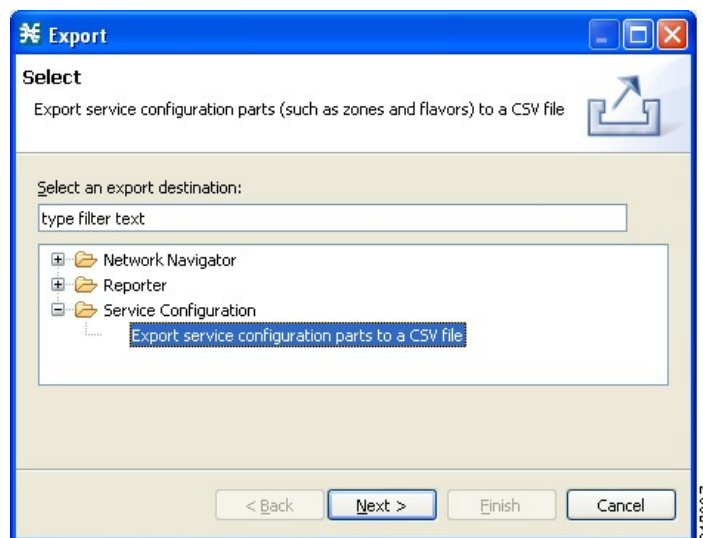 Export
Select
Export service configuration parts (such as zones and flavors) to a CSV file
Select an export destination:
type filter text
Network Navigator
Reporter
Service Configuration
Export service configuration parts to a CSV file
< Back
Next >
Finish
Cancel